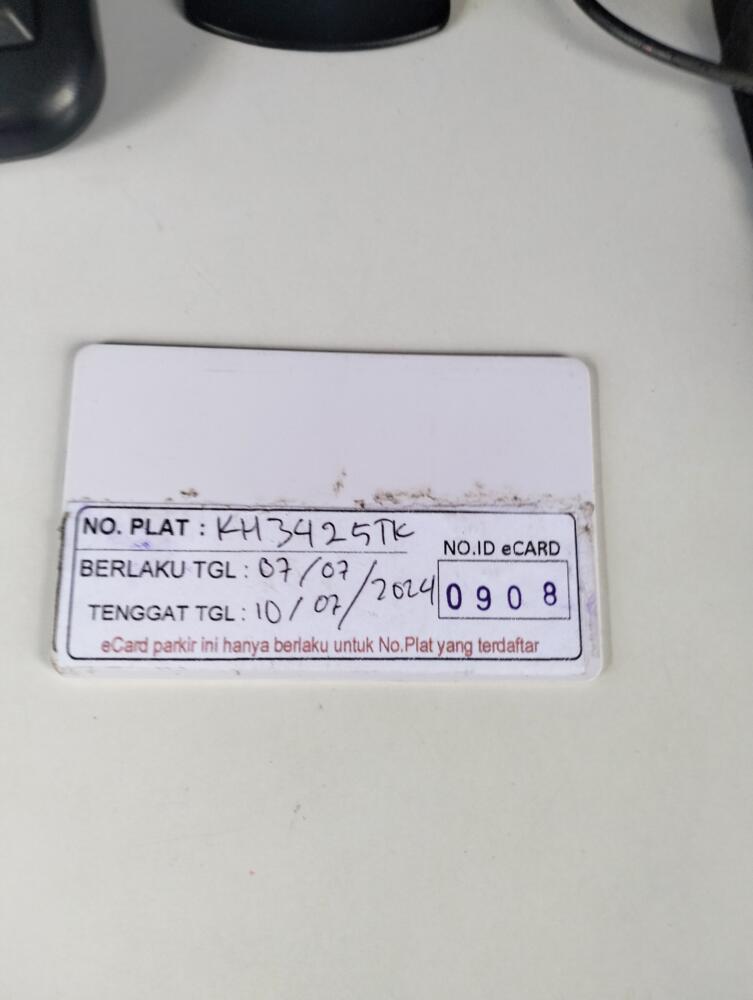 NO. PLAT : KH3425TK
NO.ID eCARD
BERLAKU TGL : 07/07/2024
0908
TENGGAT TGL : 10/07/
eCard parkir ini hanya berlaku untuk No.Plat yang terdaftar